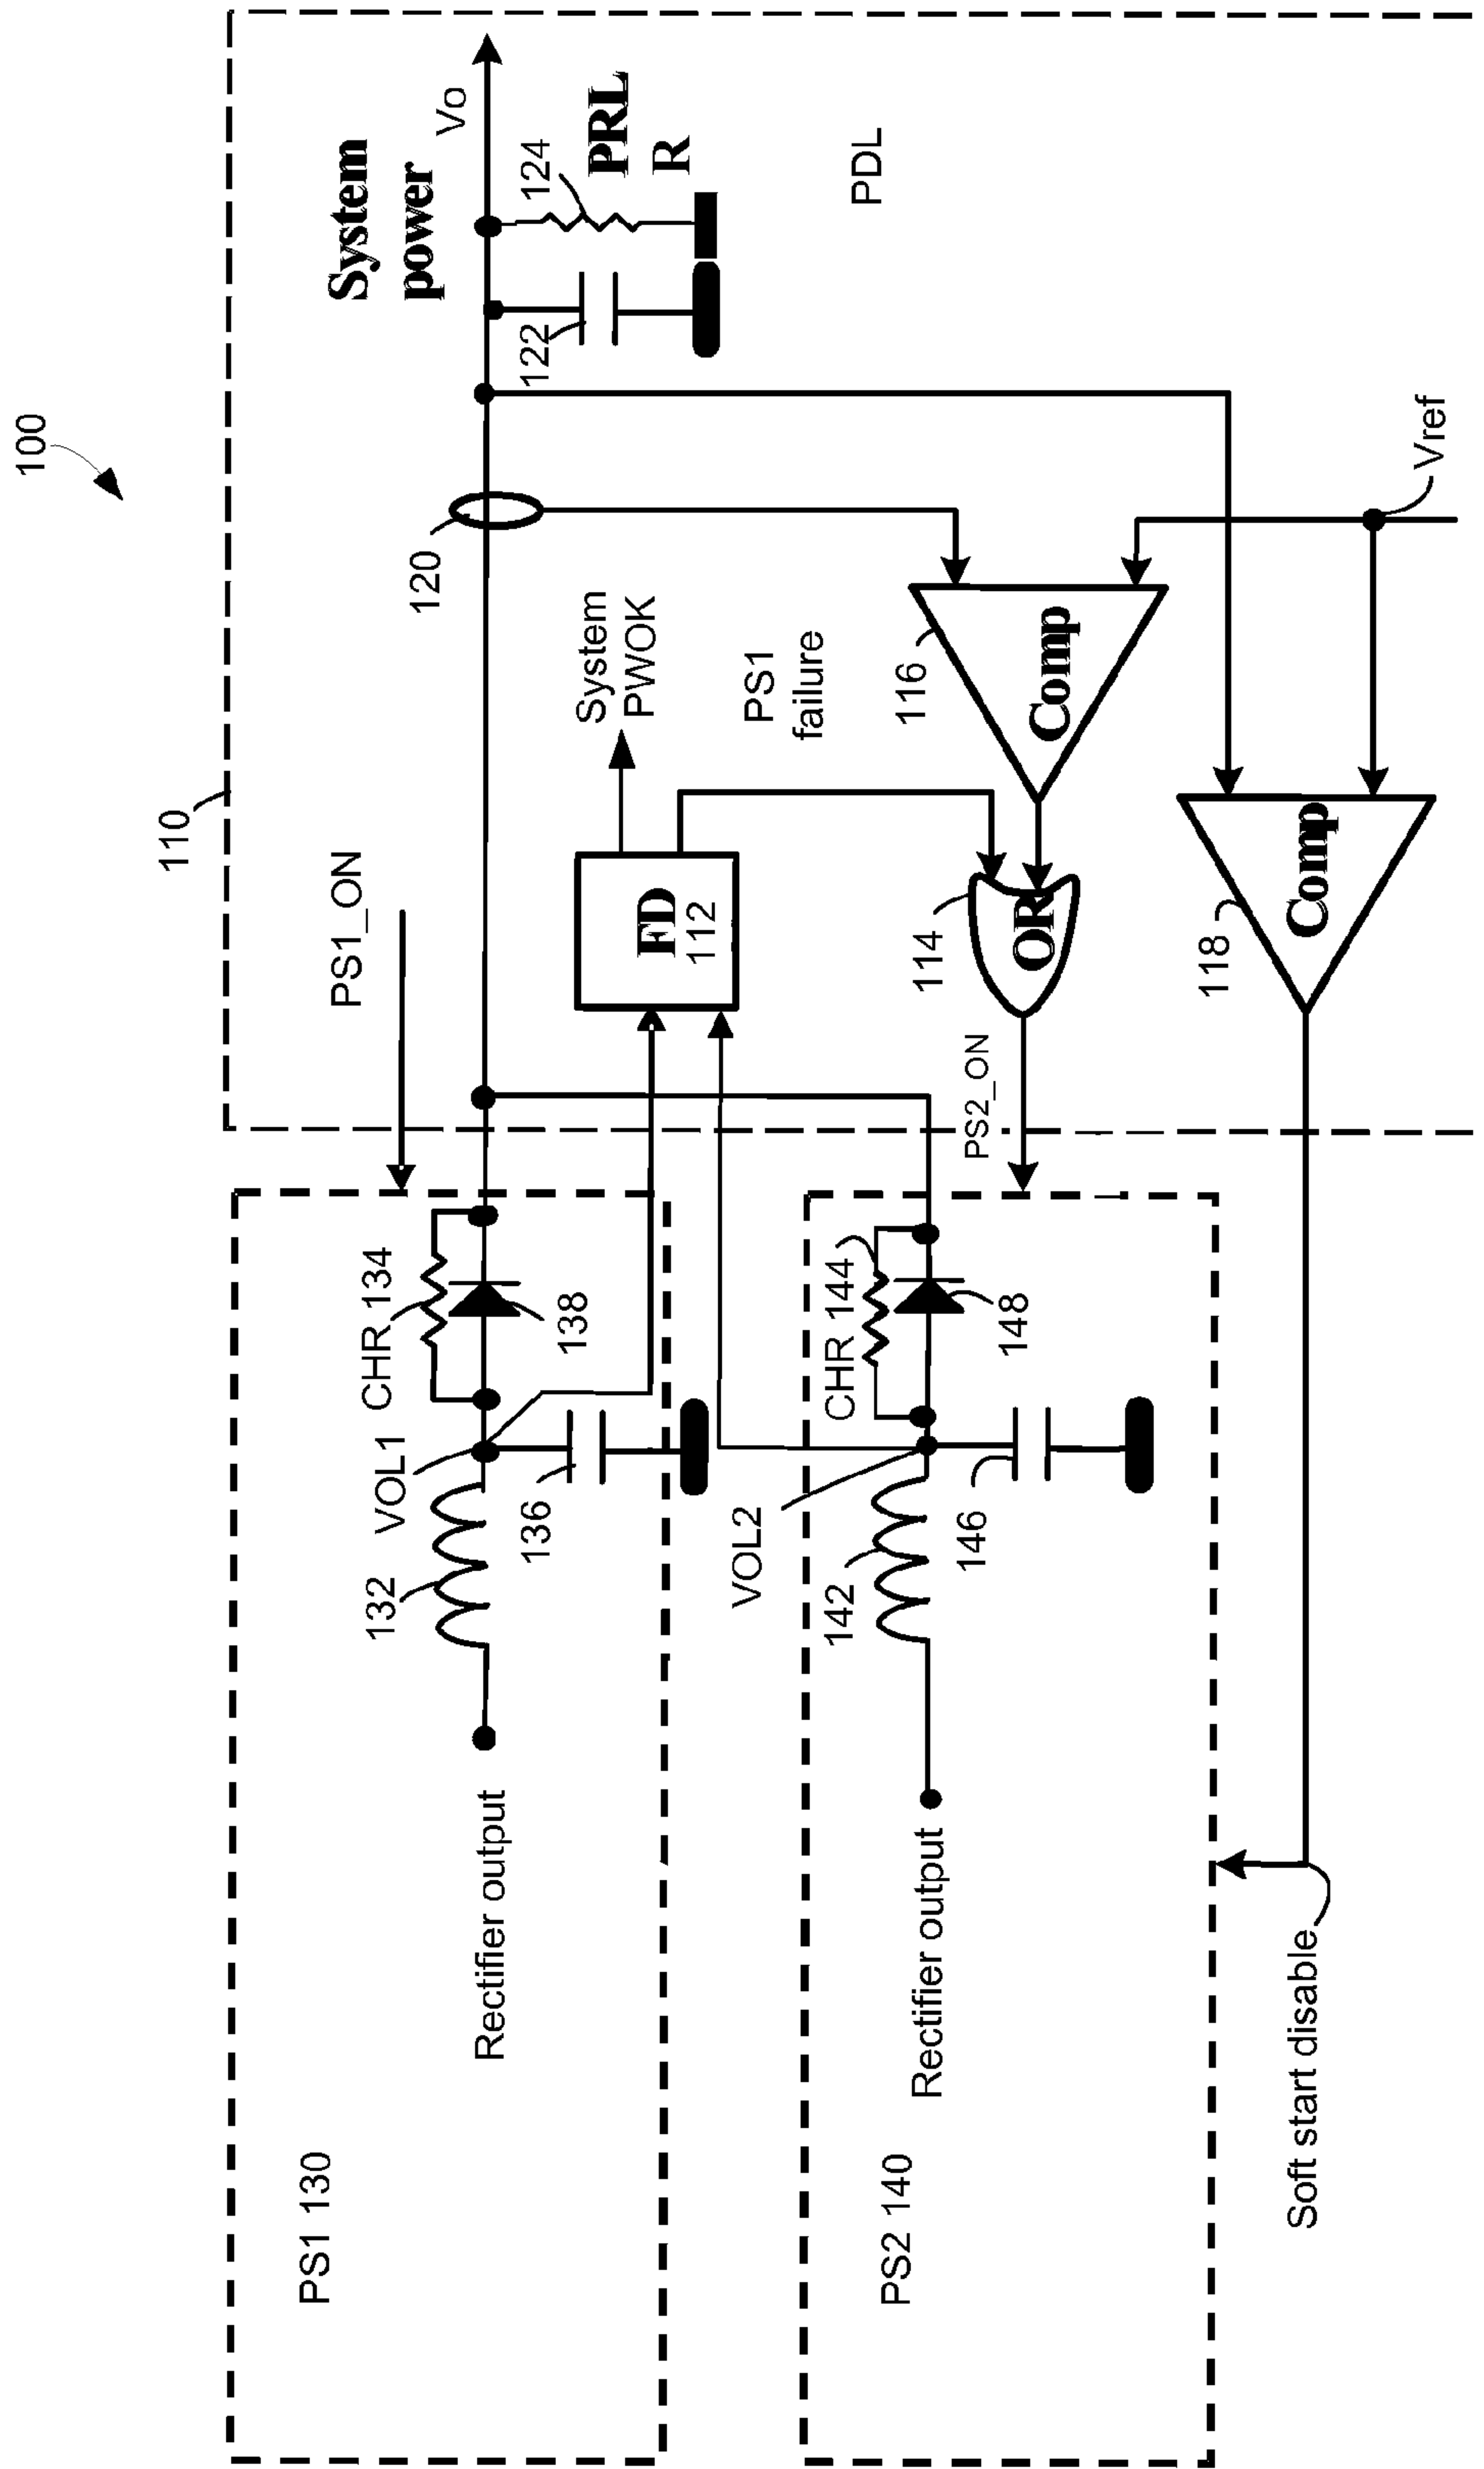 100
110
PS1_ON
120
System
power
Vo
122
124
PRL
R
PDL
System
PWOK
FD
112
PS1
failure
116
Comp
114
OR
118
Comp
Vref
PS2_ON
PS1 130
Rectifier output
132
VOL1
CHR 134
136
138
PS2 140
Rectifier output
142
VOL2
CHR 144
146
148
Soft start disable